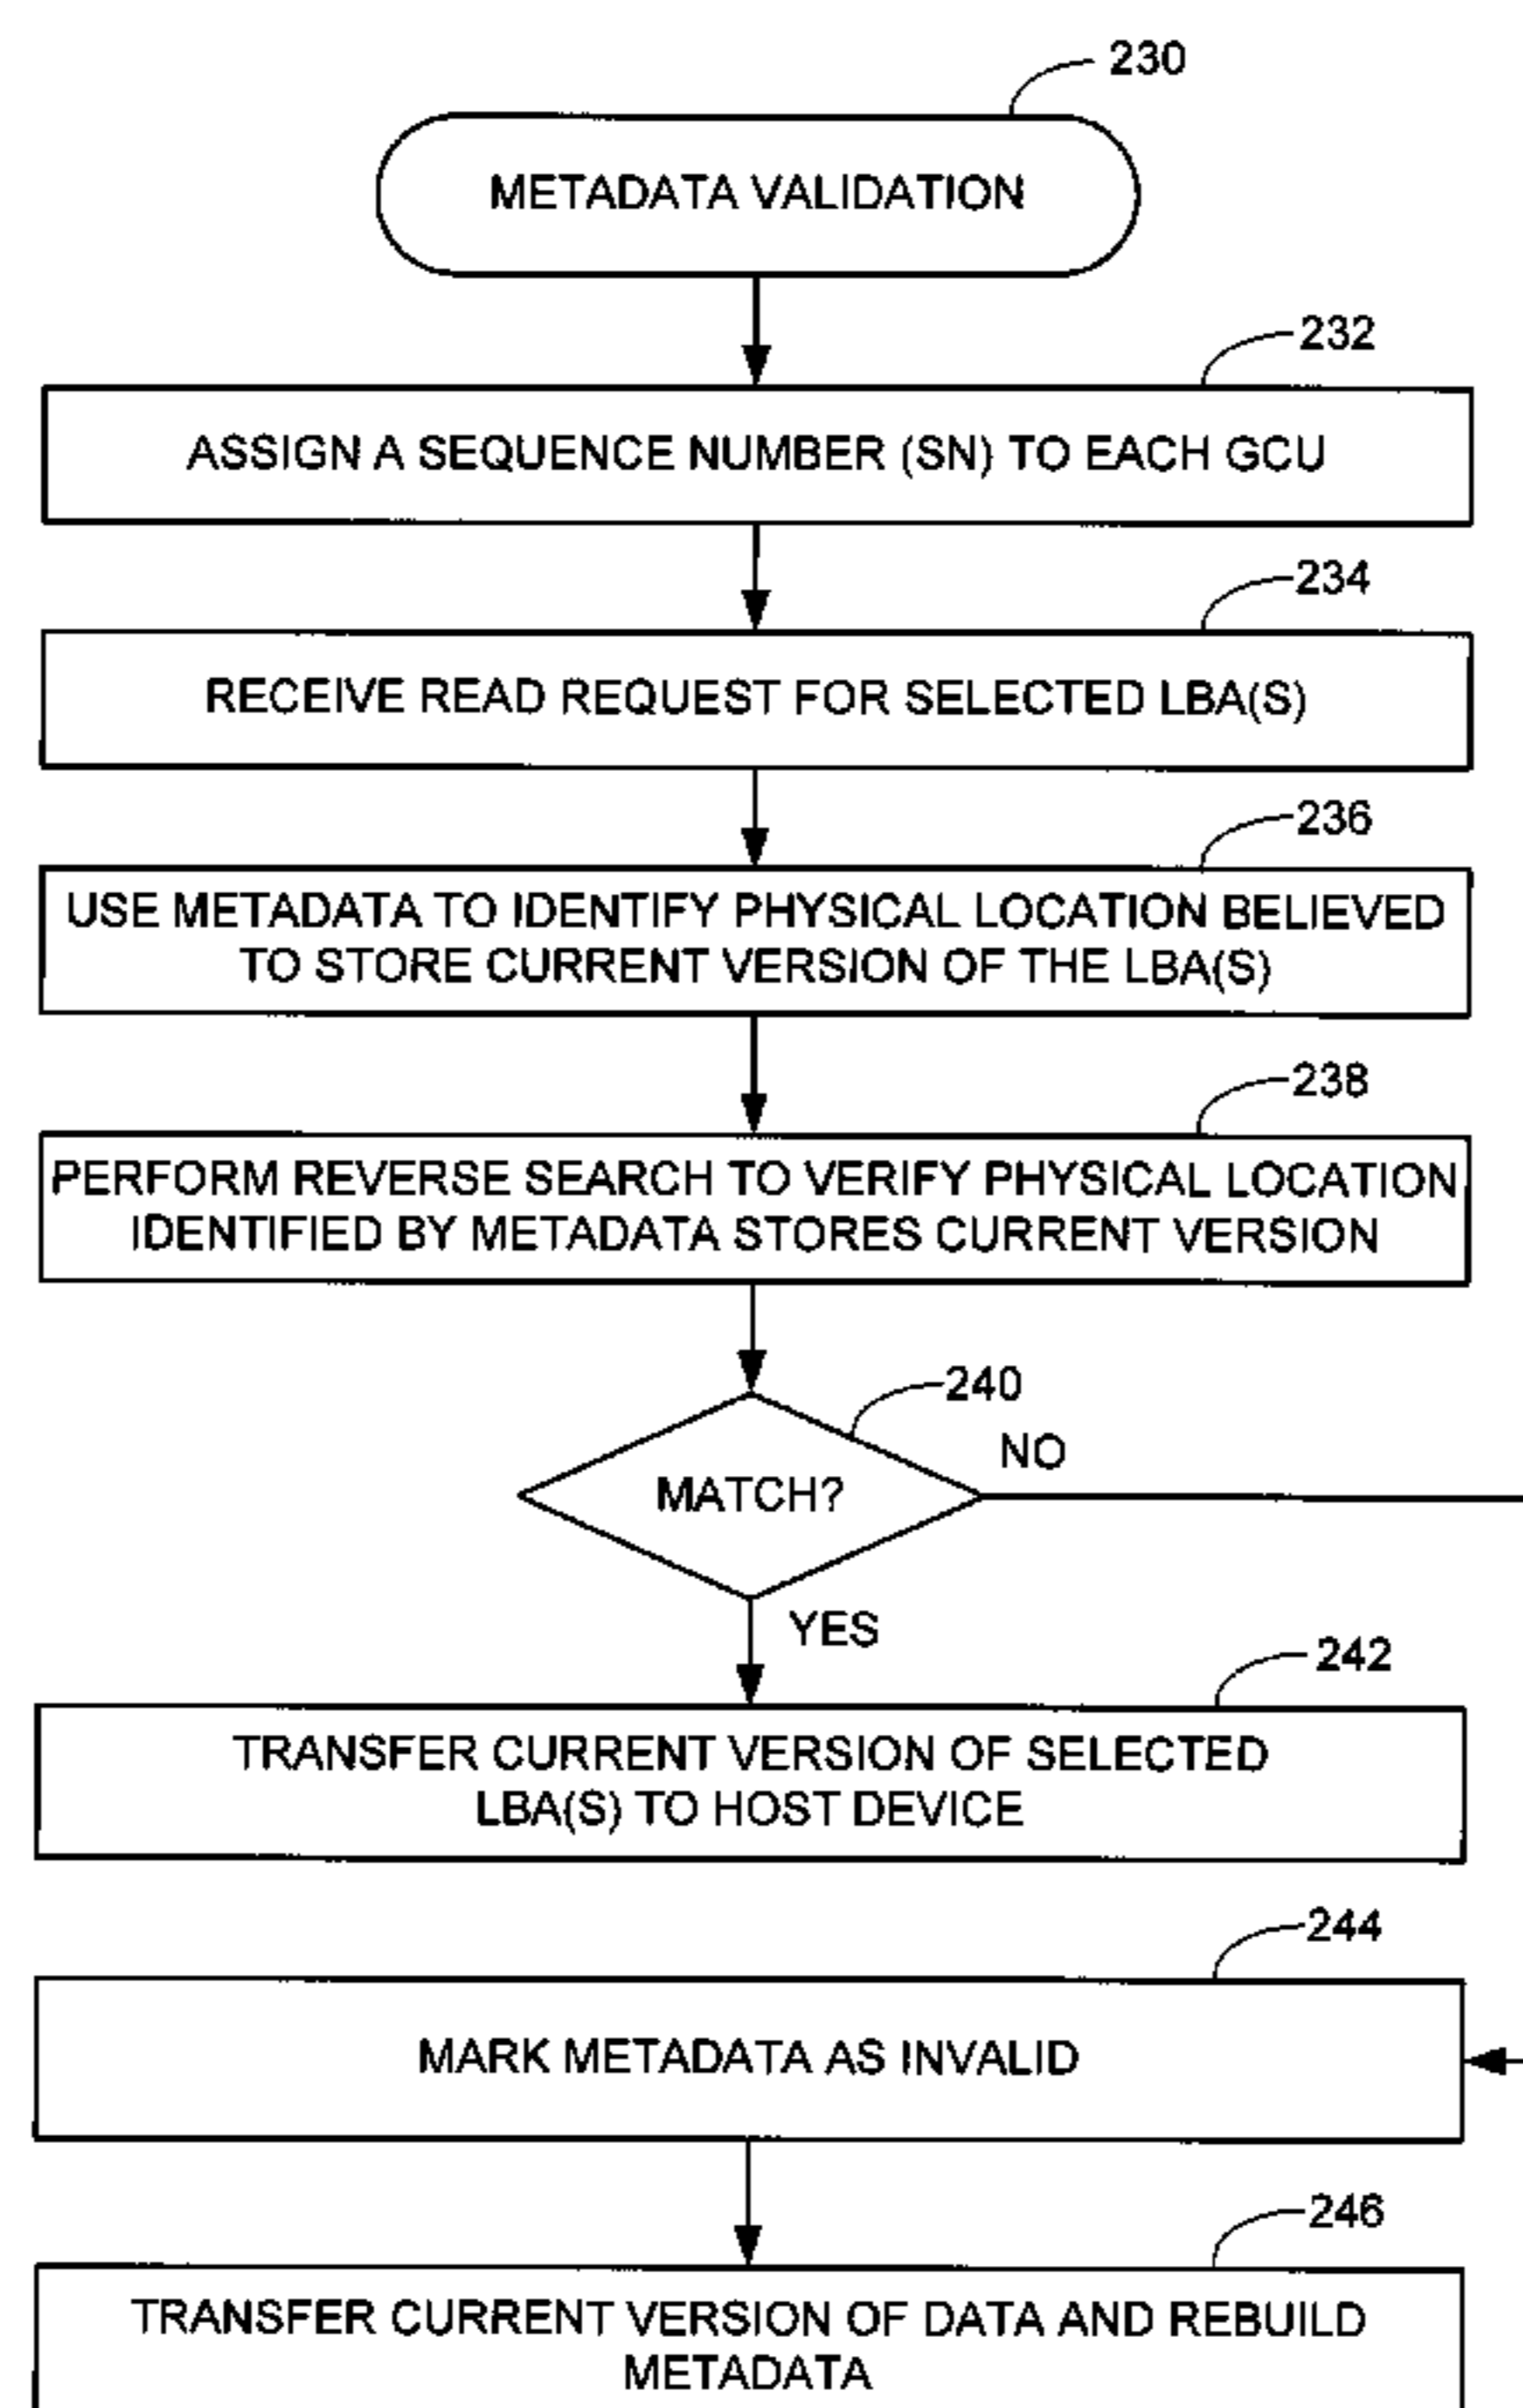 230
METADATA VALIDATION
232
ASSIGN A SEQUENCE NUMBER (SN) TO EACH GCU
234
RECEIVE READ REQUEST FOR SELECTED LBA(S)
236
USE METADATA TO IDENTIFY PHYSICAL LOCATION BELIEVED
TO STORE CURRENT VERSION OF THE LBA(S)
238
PERFORM REVERSE SEARCH TO VERIFY PHYSICAL LOCATION
IDENTIFIED BY METADATA STORES CURRENT VERSION
240
NO
MATCH?
YES
242
TRANSFER CURRENT VERSION OF SELECTED
LBA(S) TO HOST DEVICE
244
MARK METADATA AS INVALID
246
TRANSFER CURRENT VERSION OF DATA AND REBUILD
METADATA